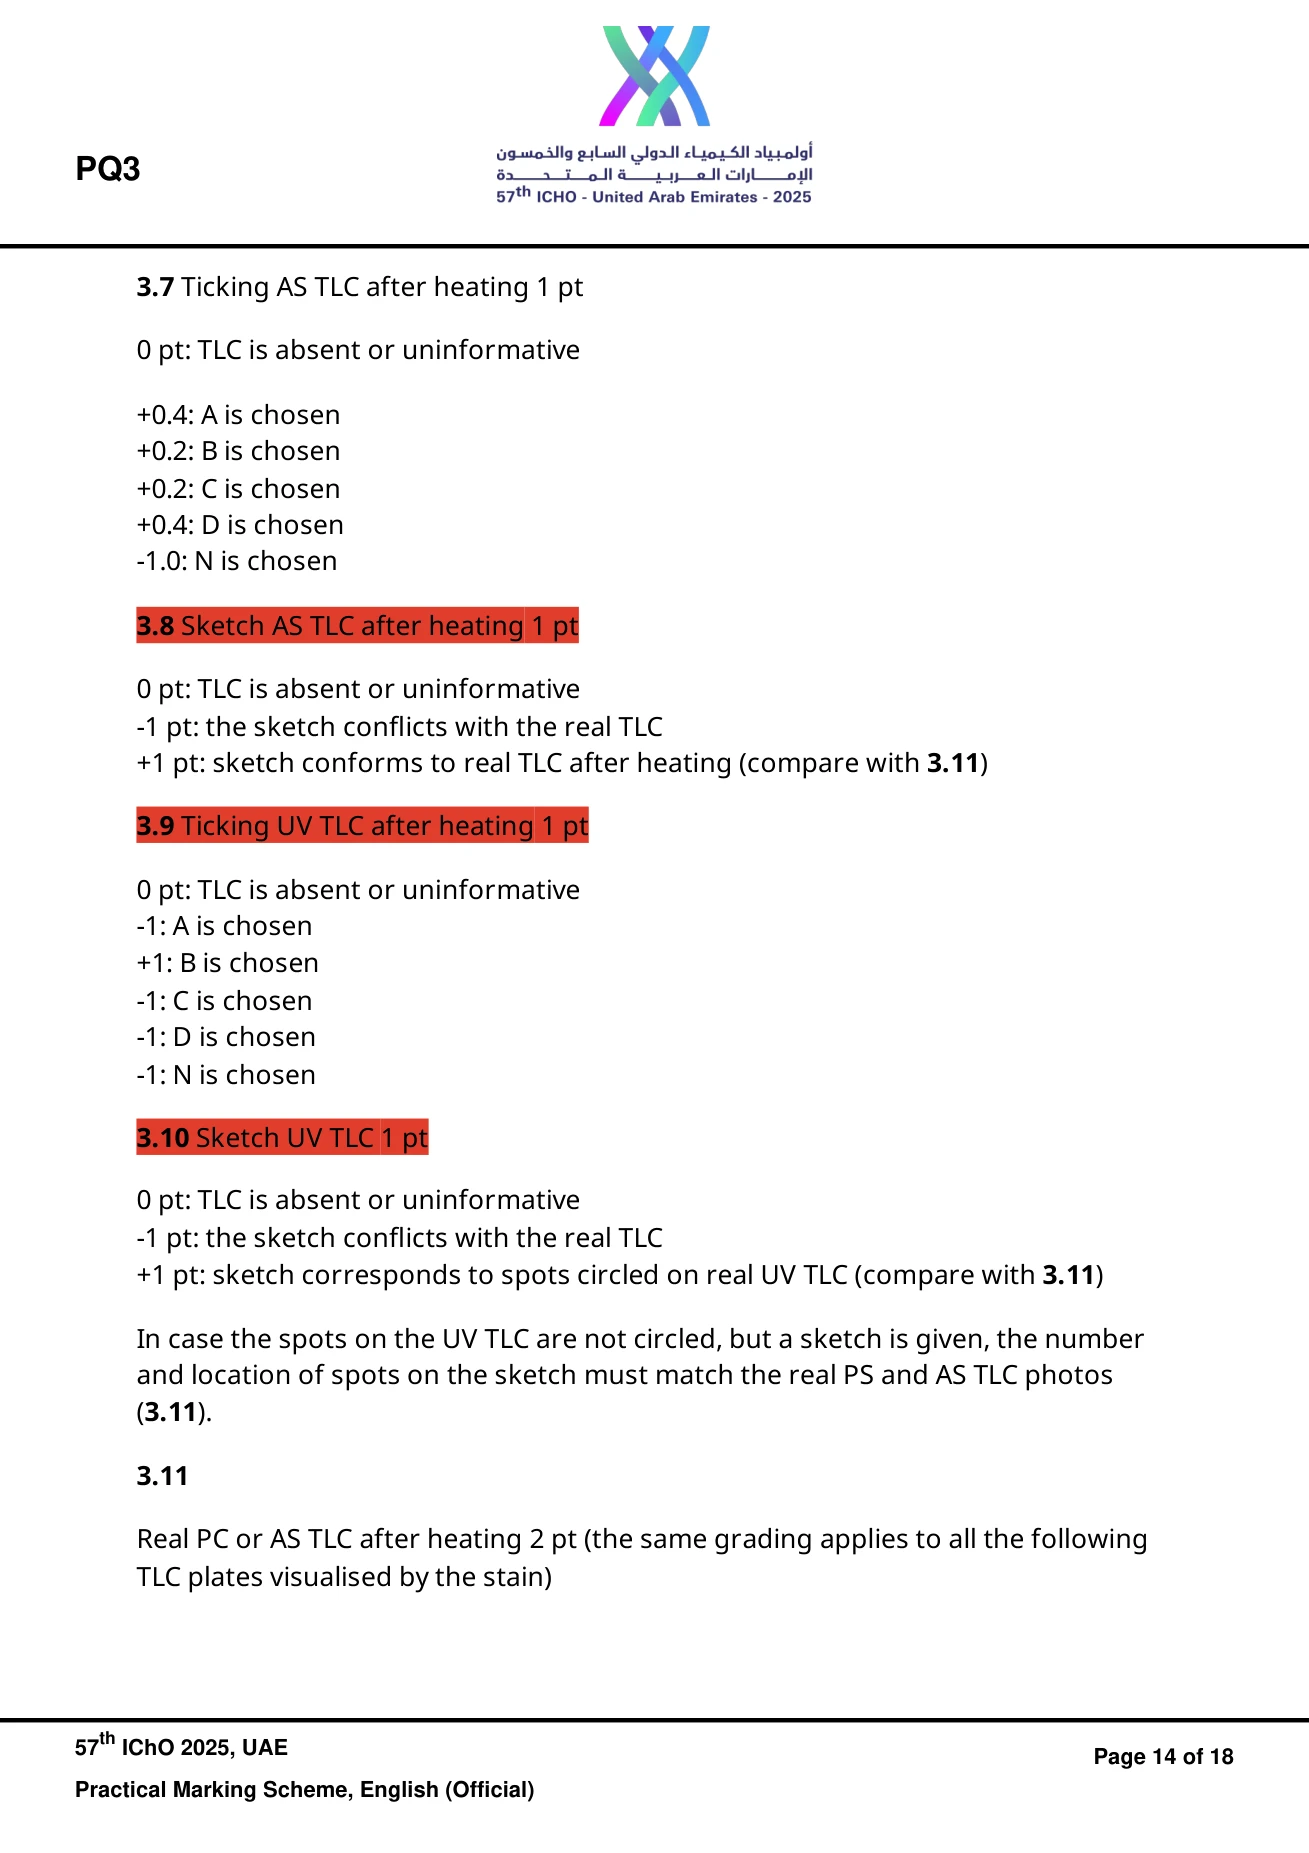 PQ3
أولمبياد الكيمياء الدولي السابع والخمسون
الإمارات العربية المتحدة
57th ICHO - United Arab Emirates - 2025
3.7 Ticking AS TLC after heating 1 pt
0 pt: TLC is absent or uninformative
+0.4: A is chosen
+0.2: B is chosen
+0.2: C is chosen
+0.4: D is chosen
-1.0: N is chosen
3.8 Sketch AS TLC after heating 1 pt
0 pt: TLC is absent or uninformative
-1 pt: the sketch conflicts with the real TLC
+1 pt: sketch conforms to real TLC after heating (compare with 3.11)
3.9 Ticking UV TLC after heating 1 pt
0 pt: TLC is absent or uninformative
-1: A is chosen
+1: B is chosen
-1: C is chosen
-1: D is chosen
-1: N is chosen
3.10 Sketch UV TLC 1 pt
0 pt: TLC is absent or uninformative
-1 pt: the sketch conflicts with the real TLC
+1 pt: sketch corresponds to spots circled on real UV TLC (compare with 3.11)
In case the spots on the UV TLC are not circled, but a sketch is given, the number
and location of spots on the sketch must match the real PS and AS TLC photos
(3.11).
3.11
Real PC or AS TLC after heating 2 pt (the same grading applies to all the following
TLC plates visualised by the stain)
57th IChO 2025, UAE
Practical Marking Scheme, English (Official)
Page 14 of 18